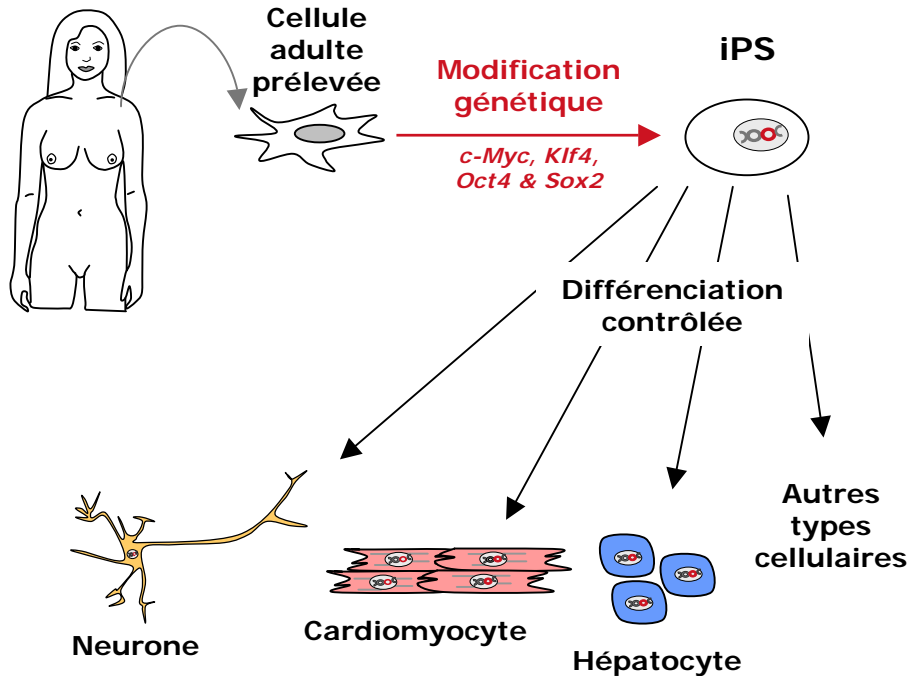 Cellule
adulte
prélevée
Modification
génétique
c-Myc, Klf4,
Oct4 & Sox2
iPS
Différenciation
contrôlée
Neurone
Cardiomyocyte
Hépatocyte
Autres
types
cellulaires